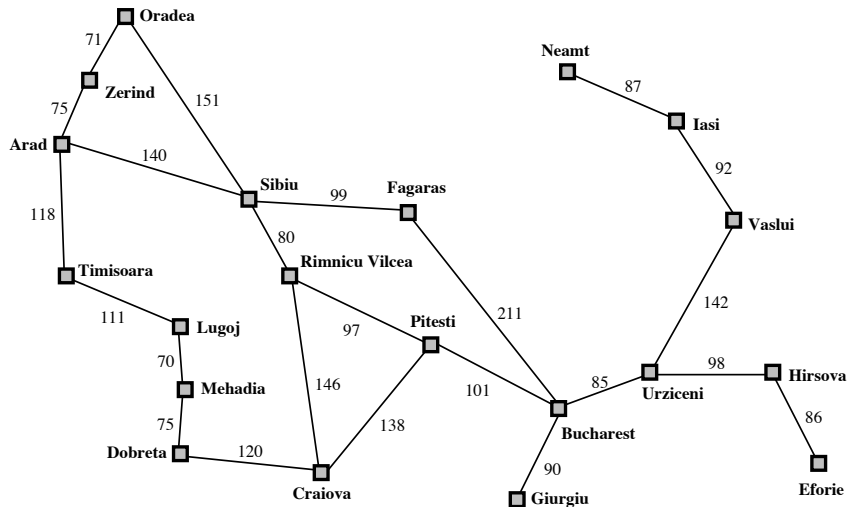 Oradea
71
Neamt
87
Zerind
151
75
Iasi
Arad
140
92
Sibiu
99
Fagaras
118
80
Vaslui
Timisoara
Rimnicu Vilcea
142
111
211
Lugoj
97
Pitesti
70
98
Hirsova
146
101
85
Mehadia
Urziceni
86
75
138
Bucharest
120
Dobreta
90
Craiova
Eforie
Giurgiu